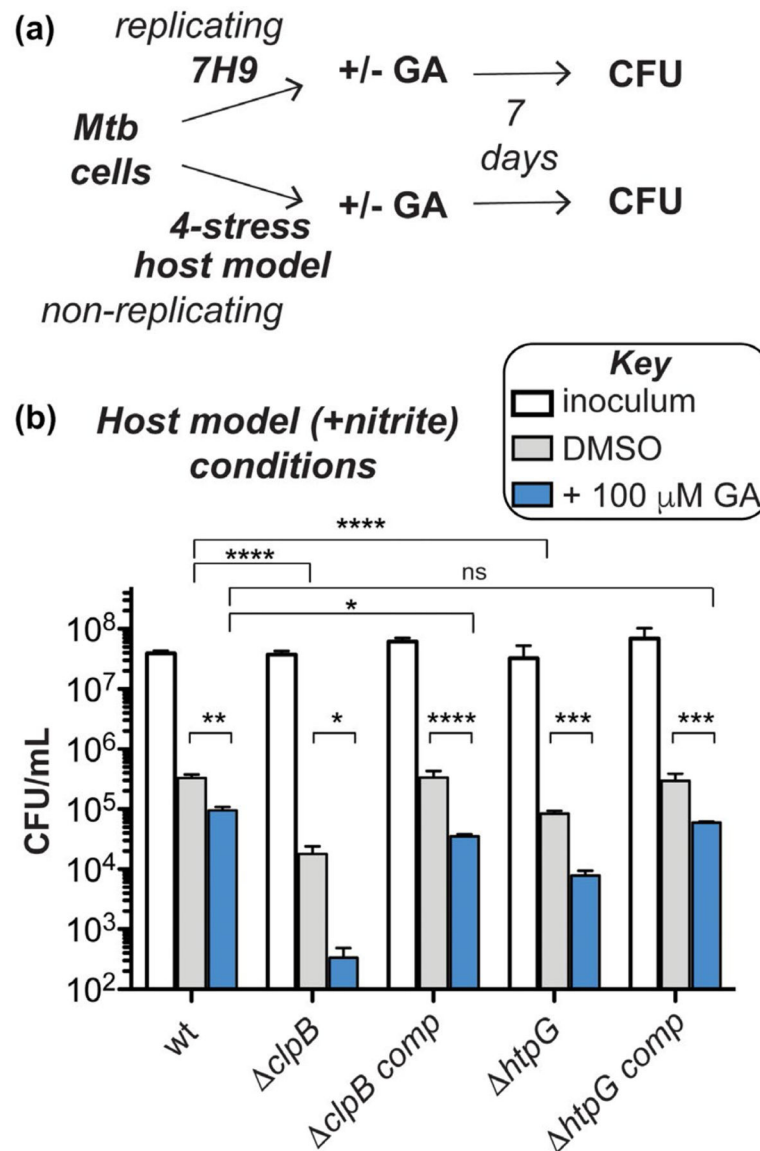 (a)
replicating
7H9 +/- GA CFU
Mtb
cells
7
days
+/- GA CFU
4-stress
host model
non-replicating
Key
inoculum
DMSO
+ 100 μM GA
(b) Host model (+nitrite)
conditions
****
****
ns
*
** * **** *** ***
CFU/mL
10⁸
10⁷
10⁶
10⁵
10⁴
10³
10²
wt
ΔclpB
ΔclpB comp
ΔhtpG
ΔhtpG comp